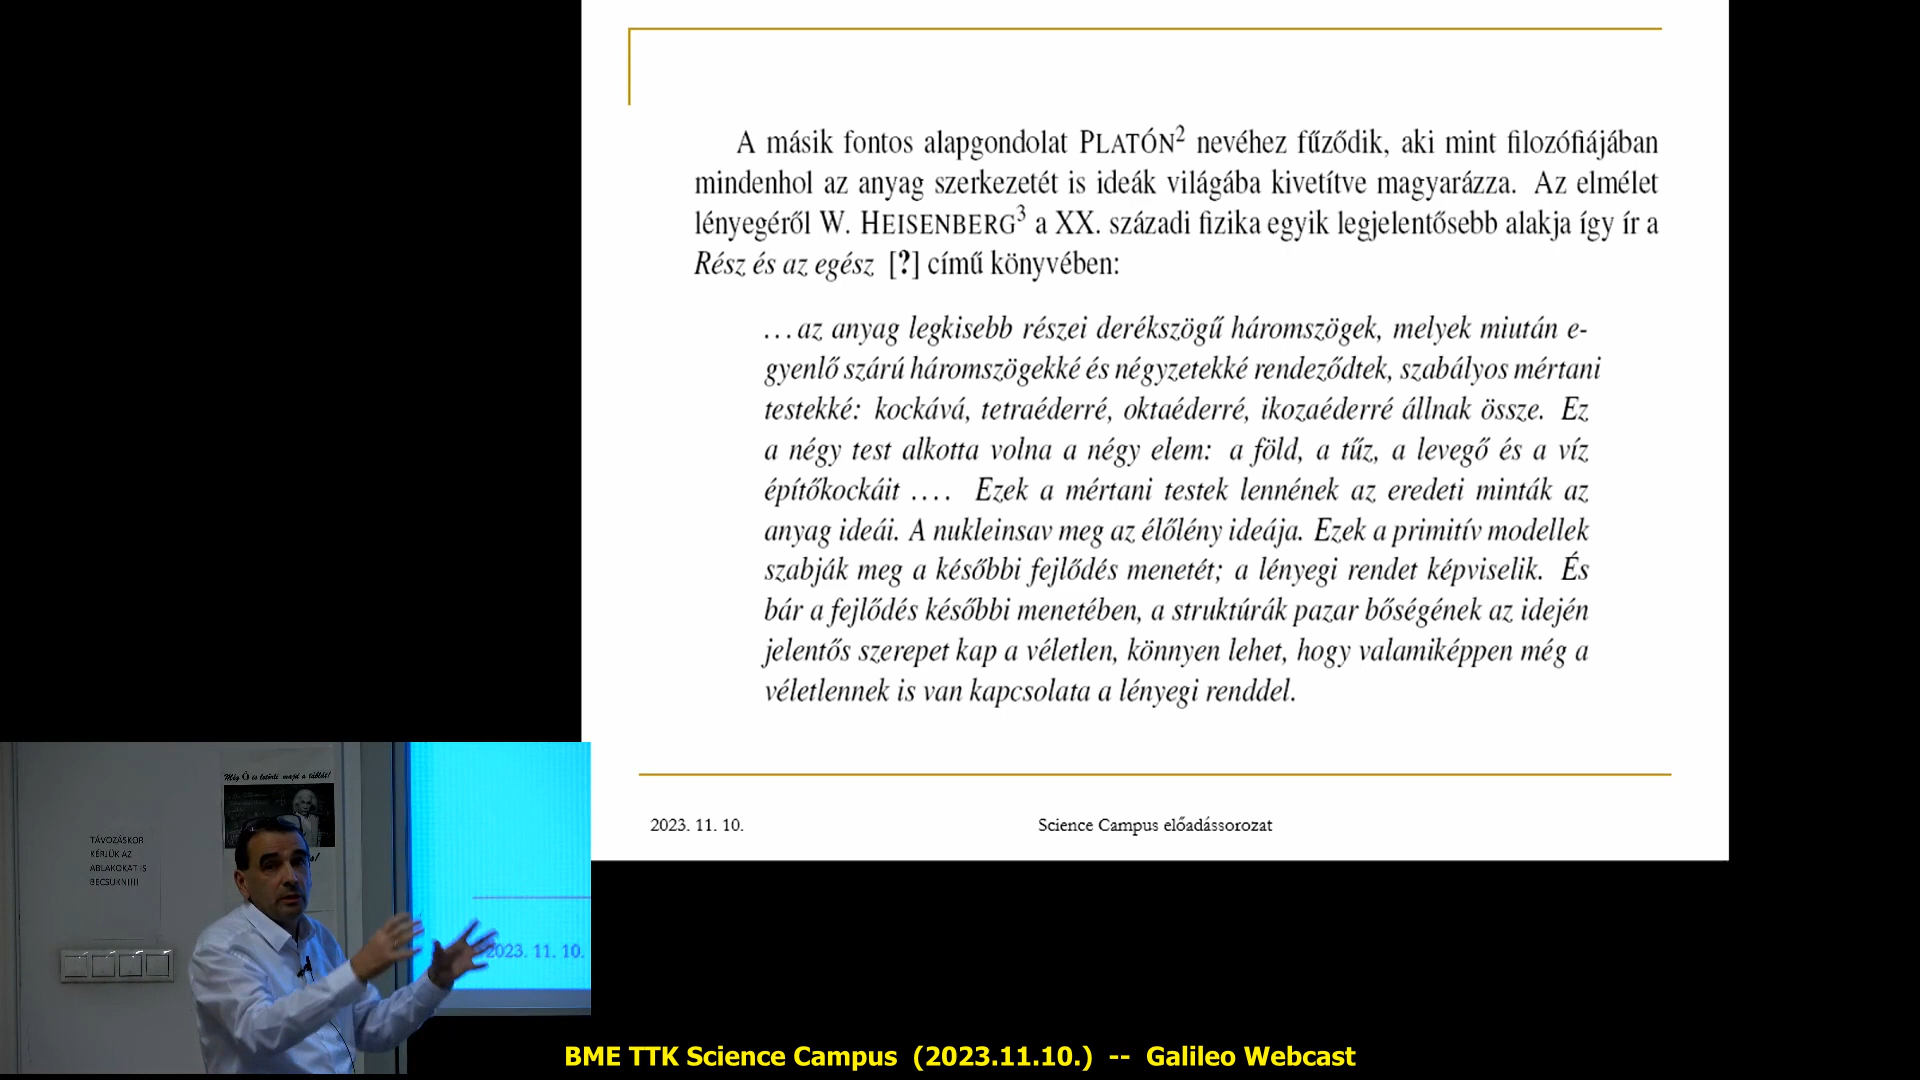 A másik fontos alapgondolat PLATÓN² nevéhez fűződik, aki mint filozófiájában
mindenhol az anyag szerkezetét is ideák világába kivetítve magyarázza. Az elmélet
lényegéről W. HEISENBERG³ a XX. századi fizika egyik legjelentősebb alakja így ír a
Rész és az egész [?] című könyvében:
...az anyag legkisebb részei derékszögű háromszögek, melyek miután e-
gyenlő szárú háromszögekké és négyzetekké rendeződtek, szabályos mértani
testekké: kockává, tetraéderré, oktaéderré, ikozaéderré állnak össze. Ez
a négy test alkotta volna a négy elem: a föld, a tűz, a levegő és a víz
építőkockáit .... Ezek a mértani testek lennének az eredeti minták az
anyag ideái. A nukleinsav meg az élőlény ideája. Ezek a primitív modellek
szabják meg a későbbi fejlődés menetét; a lényegi rendet képviselik. És
bár a fejlődés későbbi menetében, a struktúrák pazar bőségének az idején
jelentős szerepet kap a véletlen, könnyen lehet, hogy valamiképpen még a
véletlennek is van kapcsolata a lényegi renddel.
2023. 11. 10.
Science Campus előadássorozat
Még Ő is letörli majd a táblát!
TÁVOZÁSKOR
KÉRJÜK AZ
ABLAKOKAT IS
BECSUKNI!!!!
2023. 11. 10.
BME TTK Science Campus (2023.11.10.) -- Galileo Webcast